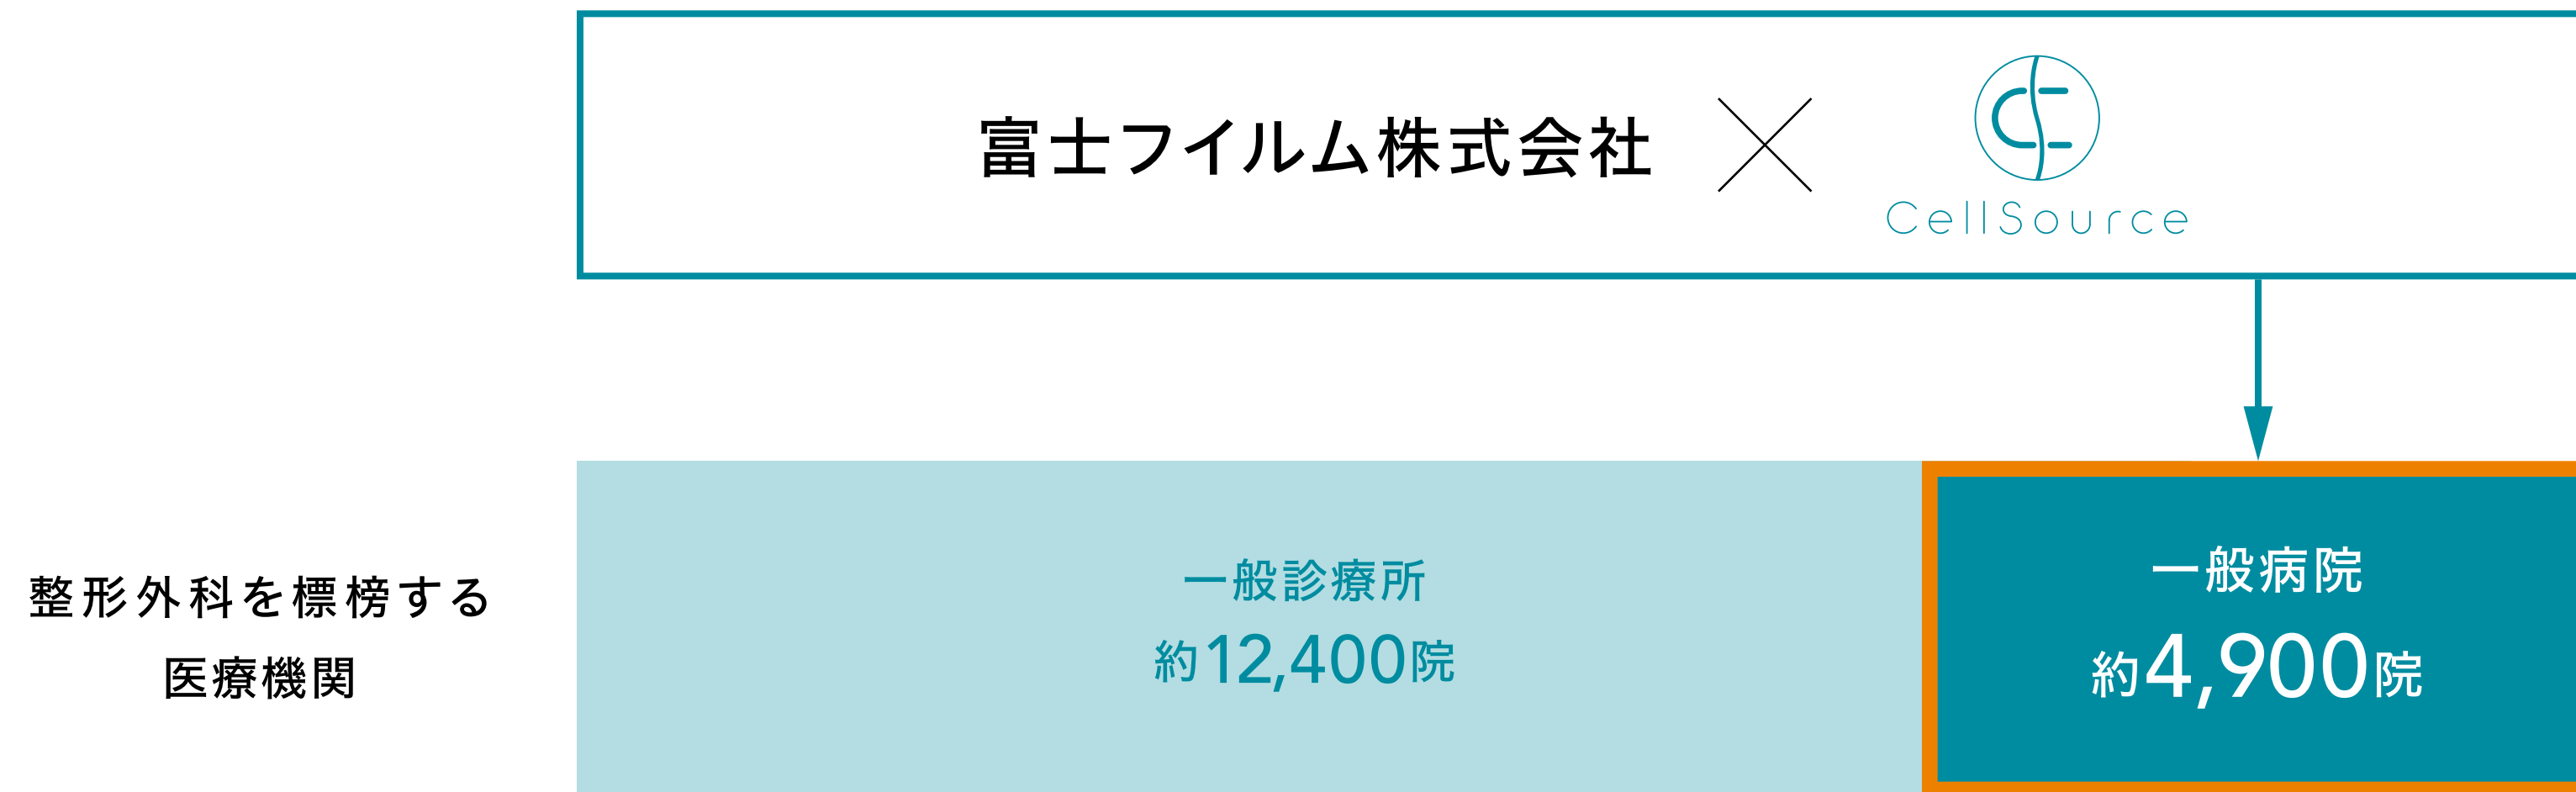 富士フイルム株式会社
CellSource
整形外科を標榜する
医療機関
一般診療所
約12,400院
一般病院
約4,900院